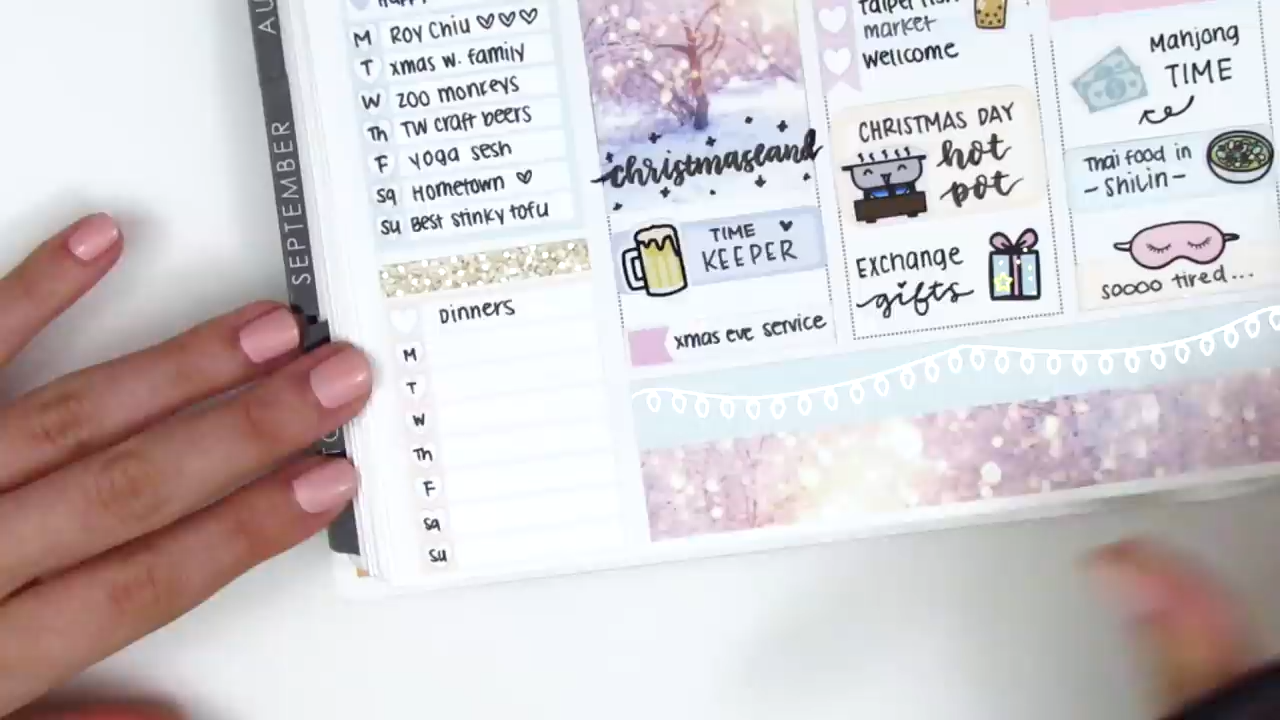 SEPTEMBER
M Roy Chiu ♡♡♡
T xmas w. family
W zoo monkeys
Th TW craft beers
F yoga sesh
sa Hometown ♡
su Best stinky tofu
Dinners
M
T
W
Th
F
sa
su
christmasland
TIME
KEEPER
xmas eve service
market
wellcome
CHRISTMAS DAY
hot
pot
Exchange
gifts
Mahjong
TIME
Thai food in
- Shilin -
soooo tired...